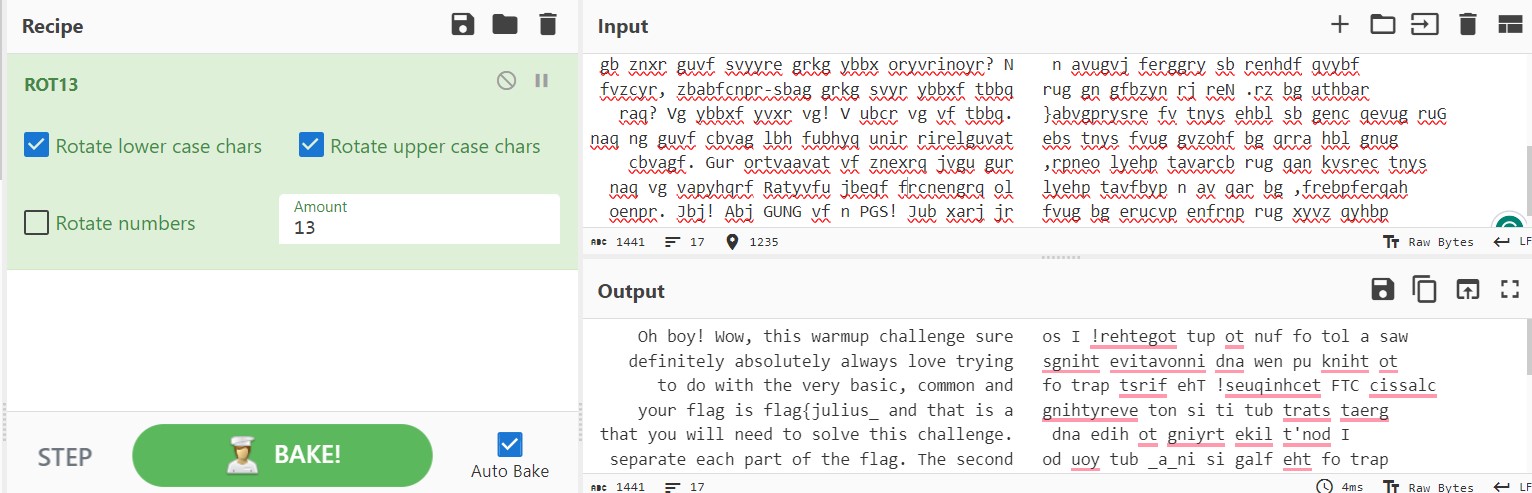 Recipe
ROT13
Rotate lower case chars
Rotate upper case chars
Rotate numbers
Amount
13
STEP
BAKE!
Auto Bake
Input
gb znxr guvf svyyre grkg ybbx oryvrinoyr? N n avugvj ferggry sb renhdf qvybf
fvzcyr, zbabfcnpr-sbag grkg svyr ybbxf tbbq rug gn gfbzyn rj reN .rz bg uthbar
raq? Vg ybbxf yvxr vg! V ubcr vg vf tbbq. }abvgprysre fv tnys ehbl sb genc qevug ruG
naq ng guvf cbvag lbh fubhyq unir rirelguvat ebs tnys fvug gvzohf bg qrra hbl gnug
cbvagf. Gur ortvaavat vf znexrq jvgu gur ,rpneo lyehp tavarcb rug qan kvsrec tnys
naq vg vapyhqrf Ratyvfu jbeqf frcnengrq ol lyehp tavfbyp n av qar bg ,frebpferqah
oenpr. Jbj! Abj GUNG vf n PGS! Jub xarj jr fvug bg erucvp enfrnp rug xyvz qyhbp
1441 17 1235
Raw Bytes
LF
Output
Oh boy! Wow, this warmup challenge sure os I !rehtegot tup ot nuf fo tol a saw
definitely absolutely always love trying sgniht evitavonni dna wen pu kniht ot
to do with the very basic, common and fo trap tsrif ehT !seuqinhcet FTC cissalc
your flag is flag{julius_ and that is a gnihtyreve ton si ti tub trats taerg
that you will need to solve this challenge. dna edih ot gniyrt ekil t'nod I
separate each part of the flag. The second od uoy tub _a_ni si galf eht fo trap
1441 17
4ms
Raw Bytes
LF